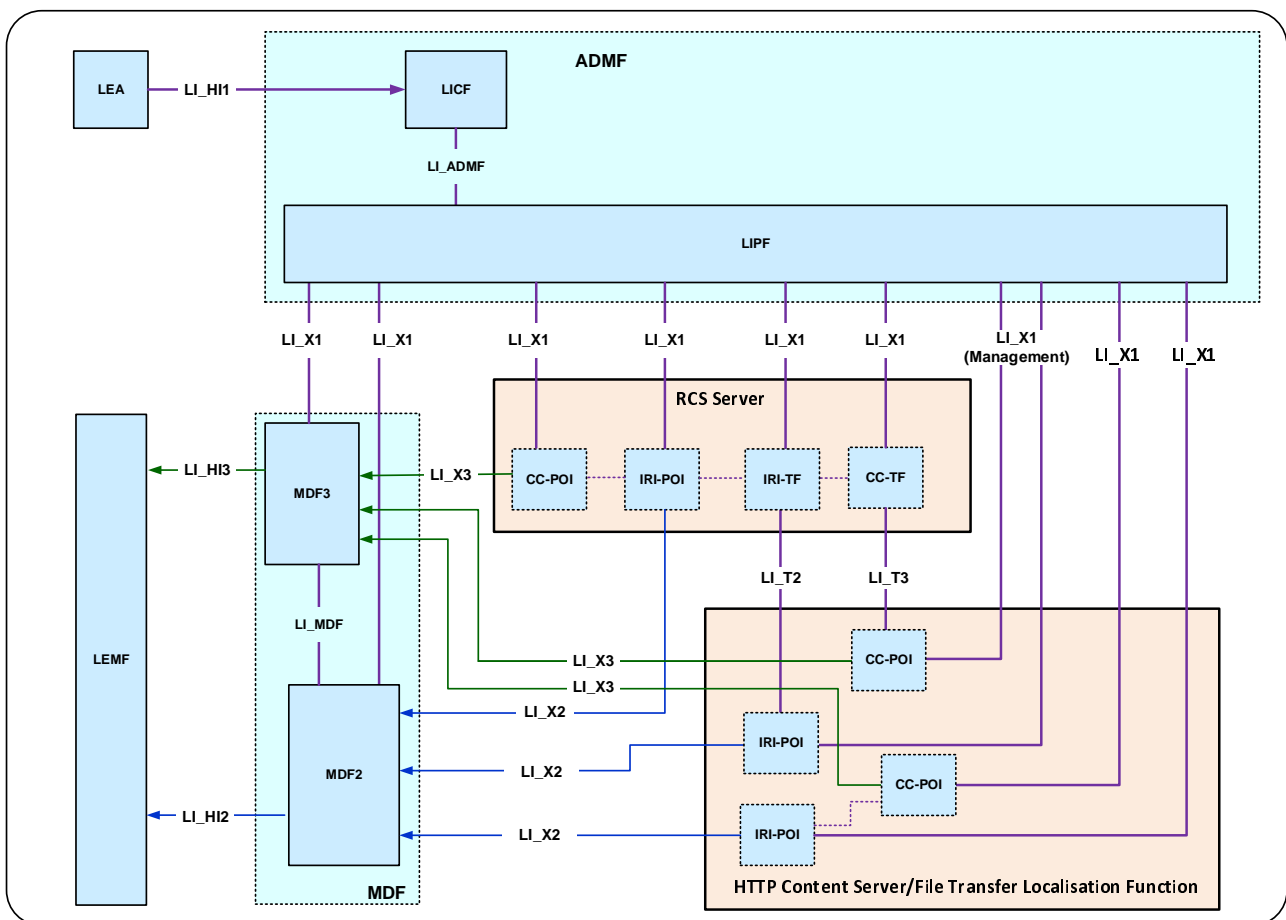 ADMF
LEA
LI_HI1
LICF
LI_ADMF
LIPF
LI_X1
LI_X1
LI_X1
LI_X1
LI_X1
LI_X1
LI_X1
(Management)
LI_X1
LI_X1
RCS Server
CC-POI
IRI-POI
IRI-TF
CC-TF
LI_HI3
MDF3
LI_X3
LI_T2
LI_T3
LI_MDF
LEMF
LI_X3
CC-POI
LI_X3
LI_X2
IRI-POI
MDF2
LI_X2
CC-POI
LI_HI2
LI_X2
IRI-POI
MDF
HTTP Content Server/File Transfer Localisation Function